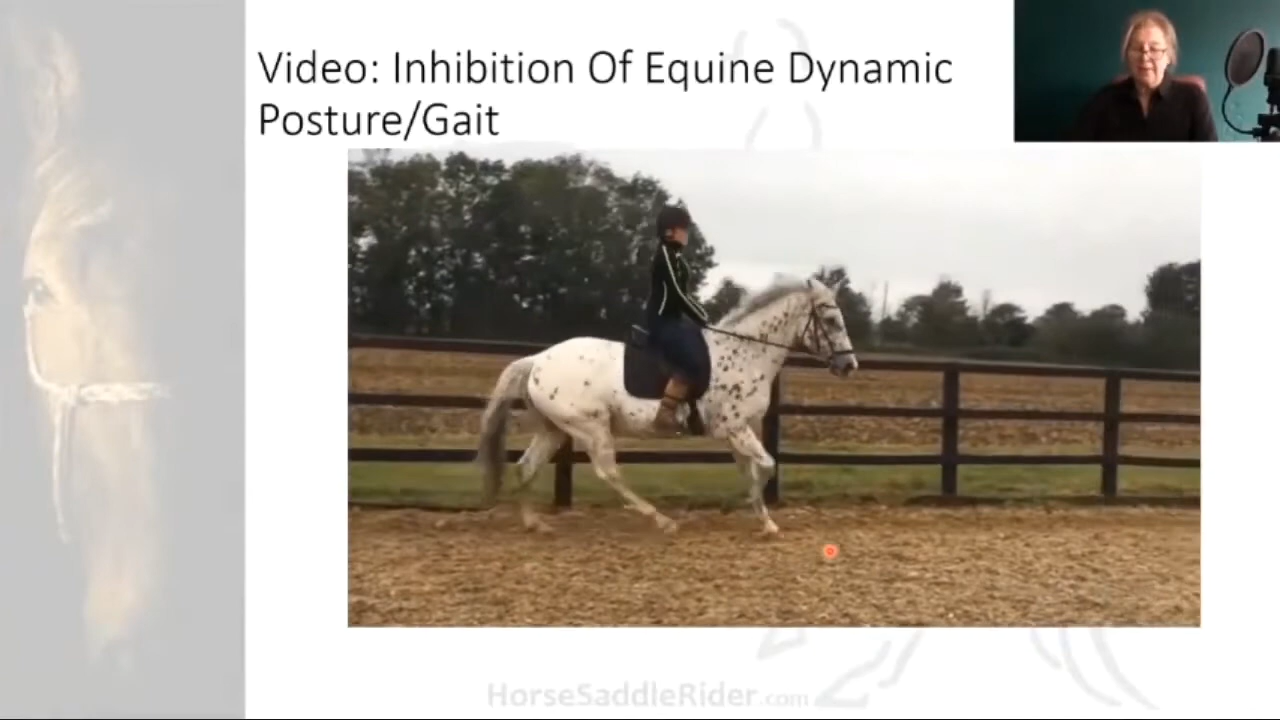 Video: Inhibition Of Equine Dynamic
Posture/Gait
HorseSaddleRider.com